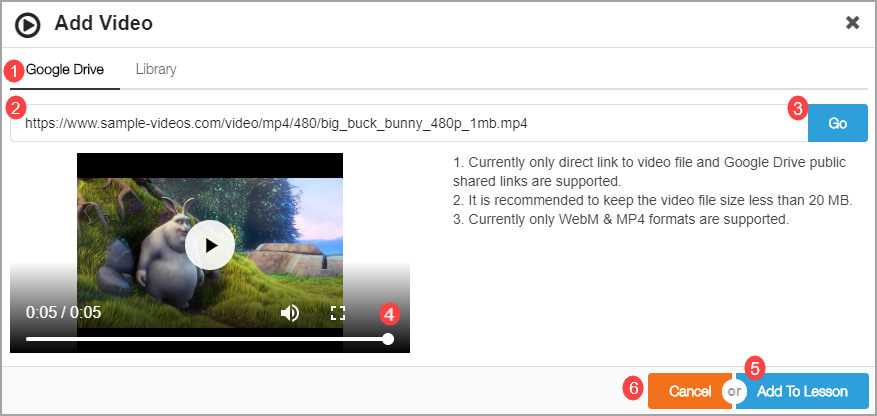 Add Video
1 Google Drive Library
2 3
https://www.sample-videos.com/video/mp4/480/big_buck_bunny_480p_1mb.mp4 Go
1. Currently only direct link to video file and Google Drive public
shared links are supported.
2. It is recommended to keep the video file size less than 20 MB.
3. Currently only WebM & MP4 formats are supported.
0:05 / 0:05 4
5
6 Cancel or Add To Lesson